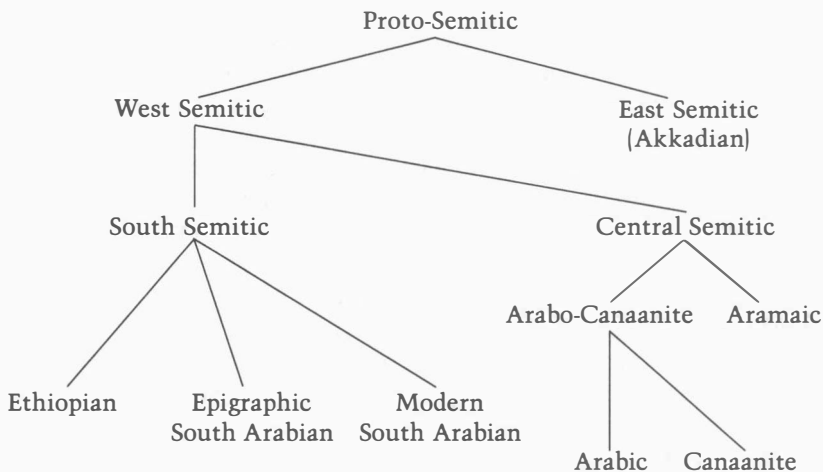 Proto-Semitic
West Semitic
East Semitic
(Akkadian)
South Semitic
Central Semitic
Arabo-Canaanite
Aramaic
Ethiopian
Epigraphic
South Arabian
Modern
South Arabian
Arabic
Canaanite